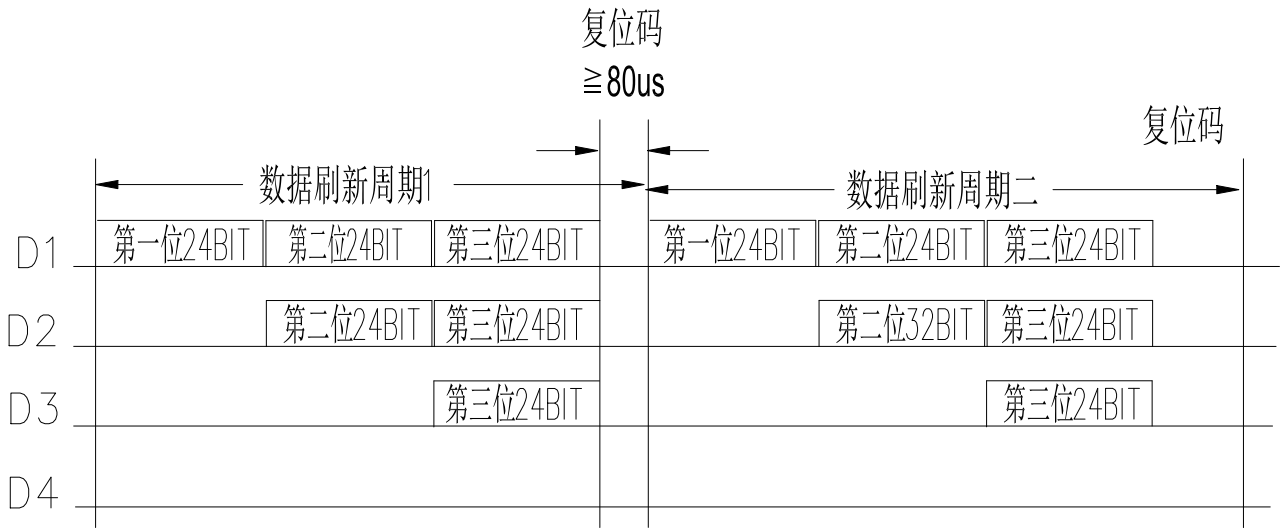 复位码
≧80us
复位码
数据刷新周期1
数据刷新周期二
D1 第一位24BIT 第二位24BIT 第三位24BIT 第一位24BIT 第二位24BIT 第三位24BIT
D2 第二位24BIT 第三位24BIT 第二位32BIT 第三位24BIT
D3 第三位24BIT 第三位24BIT
D4